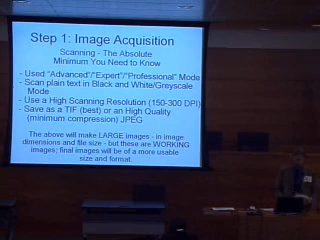 Step 1: Image Acquisition
Scanning - The Absolute
Minimum You Need to Know
- Used "Advanced"/"Expert"/"Professional" Mode
- Scan plain text in Black and White/Greyscale
Mode
- Use a High Scanning Resolution (150-300 DPI)
- Save as a TIF (best) or an High Quality
(minimum compression) JPEG
The above will make LARGE images - in image
dimensions and file size - but these are WORKING
images; final images will be of a more usable
size and format.